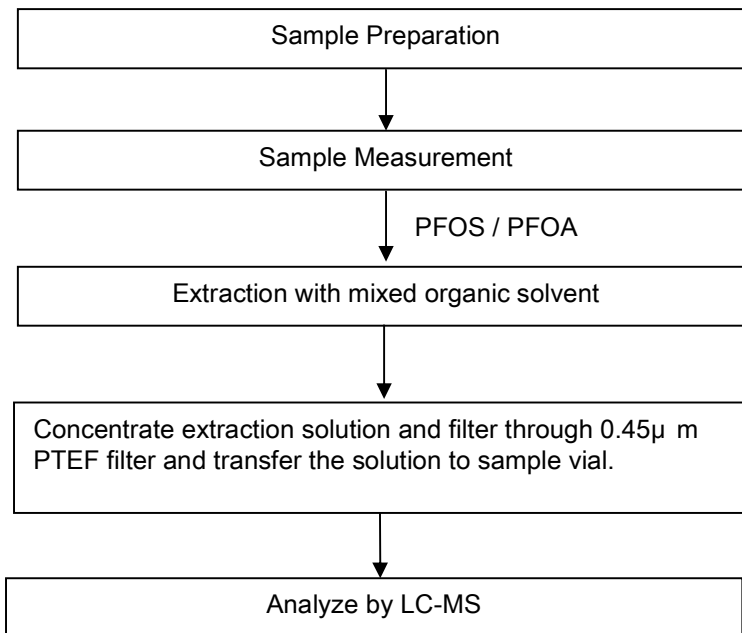 Sample Preparation
Sample Measurement
PFOS / PFOA
Extraction with mixed organic solvent
Concentrate extraction solution and filter through 0.45µ m
PTEF filter and transfer the solution to sample vial.
Analyze by LC-MS